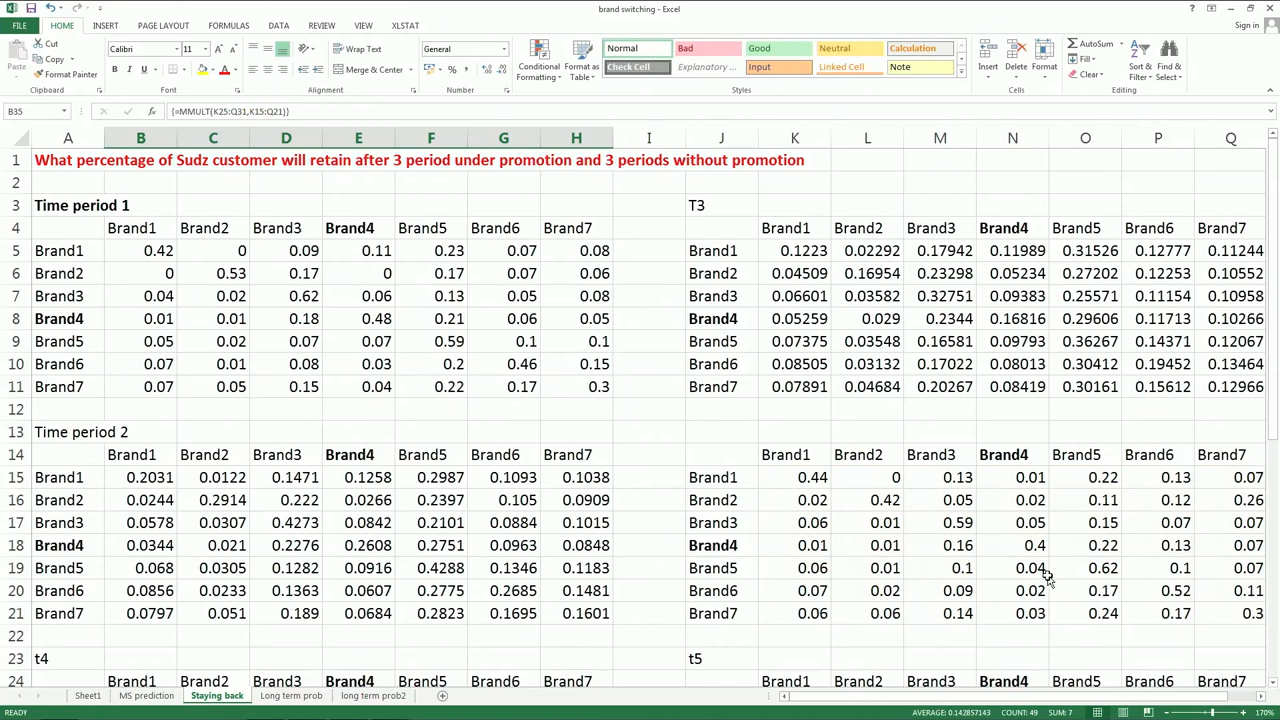 brand switching - Excel
Sign in
FILE HOME INSERT PAGE LAYOUT FORMULAS DATA REVIEW VIEW XLSTAT
Paste Cut Copy Format Painter Clipboard
Calibri 11 B I U Font
Wrap Text Merge & Center Alignment
General % , Number
Conditional Formatting Format as Table
Normal Bad Good Neutral Calculation
Check Cell Explanatory ... Input Linked Cell Note
Styles
Insert Delete Format Cells
AutoSum Fill Clear Sort & Filter Find & Select Editing
B35 fx {=MMULT(K25:Q31,K15:Q21)}
A B C D E F G H I J K L M N O P Q
1 What percentage of Sudz customer will retain after 3 period under promotion and 3 periods without promotion
2
3 Time period 1 T3
4 Brand1 Brand2 Brand3 Brand4 Brand5 Brand6 Brand7 Brand1 Brand2 Brand3 Brand4 Brand5 Brand6 Brand7
5 Brand1 0.42 0 0.09 0.11 0.23 0.07 0.08 Brand1 0.1223 0.02292 0.17942 0.11989 0.31526 0.12777 0.11244
6 Brand2 0 0.53 0.17 0 0.17 0.07 0.06 Brand2 0.04509 0.16954 0.23298 0.05234 0.27202 0.12253 0.10552
7 Brand3 0.04 0.02 0.62 0.06 0.13 0.05 0.08 Brand3 0.06601 0.03582 0.32751 0.09383 0.25571 0.11154 0.10958
8 Brand4 0.01 0.01 0.18 0.48 0.21 0.06 0.05 Brand4 0.05259 0.029 0.2344 0.16816 0.29606 0.11713 0.10266
9 Brand5 0.05 0.02 0.07 0.07 0.59 0.1 0.1 Brand5 0.07375 0.03548 0.16581 0.09793 0.36267 0.14371 0.12067
10 Brand6 0.07 0.01 0.08 0.03 0.2 0.46 0.15 Brand6 0.08505 0.03132 0.17022 0.08013 0.30412 0.19452 0.13464
11 Brand7 0.07 0.05 0.15 0.04 0.22 0.17 0.3 Brand7 0.07891 0.04684 0.20267 0.08419 0.30161 0.15612 0.12966
12
13 Time period 2
14 Brand1 Brand2 Brand3 Brand4 Brand5 Brand6 Brand7 Brand1 Brand2 Brand3 Brand4 Brand5 Brand6 Brand7
15 Brand1 0.2031 0.0122 0.1471 0.1258 0.2987 0.1093 0.1038 Brand1 0.44 0 0.13 0.01 0.22 0.13 0.07
16 Brand2 0.0244 0.2914 0.222 0.0266 0.2397 0.105 0.0909 Brand2 0.02 0.42 0.05 0.02 0.11 0.12 0.26
17 Brand3 0.0578 0.0307 0.4273 0.0842 0.2101 0.0884 0.1015 Brand3 0.06 0.01 0.59 0.05 0.15 0.07 0.07
18 Brand4 0.0344 0.021 0.2276 0.2608 0.2751 0.0963 0.0848 Brand4 0.01 0.01 0.16 0.4 0.22 0.13 0.07
19 Brand5 0.068 0.0305 0.1282 0.0916 0.4288 0.1346 0.1183 Brand5 0.06 0.01 0.1 0.04 0.62 0.1 0.07
20 Brand6 0.0856 0.0233 0.1363 0.0607 0.2775 0.2685 0.1481 Brand6 0.07 0.02 0.09 0.02 0.17 0.52 0.11
21 Brand7 0.0797 0.051 0.189 0.0684 0.2823 0.1695 0.1601 Brand7 0.06 0.06 0.14 0.03 0.24 0.17 0.3
22
23 t4 t5
24 Brand1 Brand2 Brand3 Brand4 Brand5 Brand6 Brand7 Brand1 Brand2 Brand3 Brand4 Brand5 Brand6 Brand7
Sheet1 MS prediction Staying back Long term prob long term prob2
READY AVERAGE: 0.142857143 COUNT: 49 SUM: 7 170%